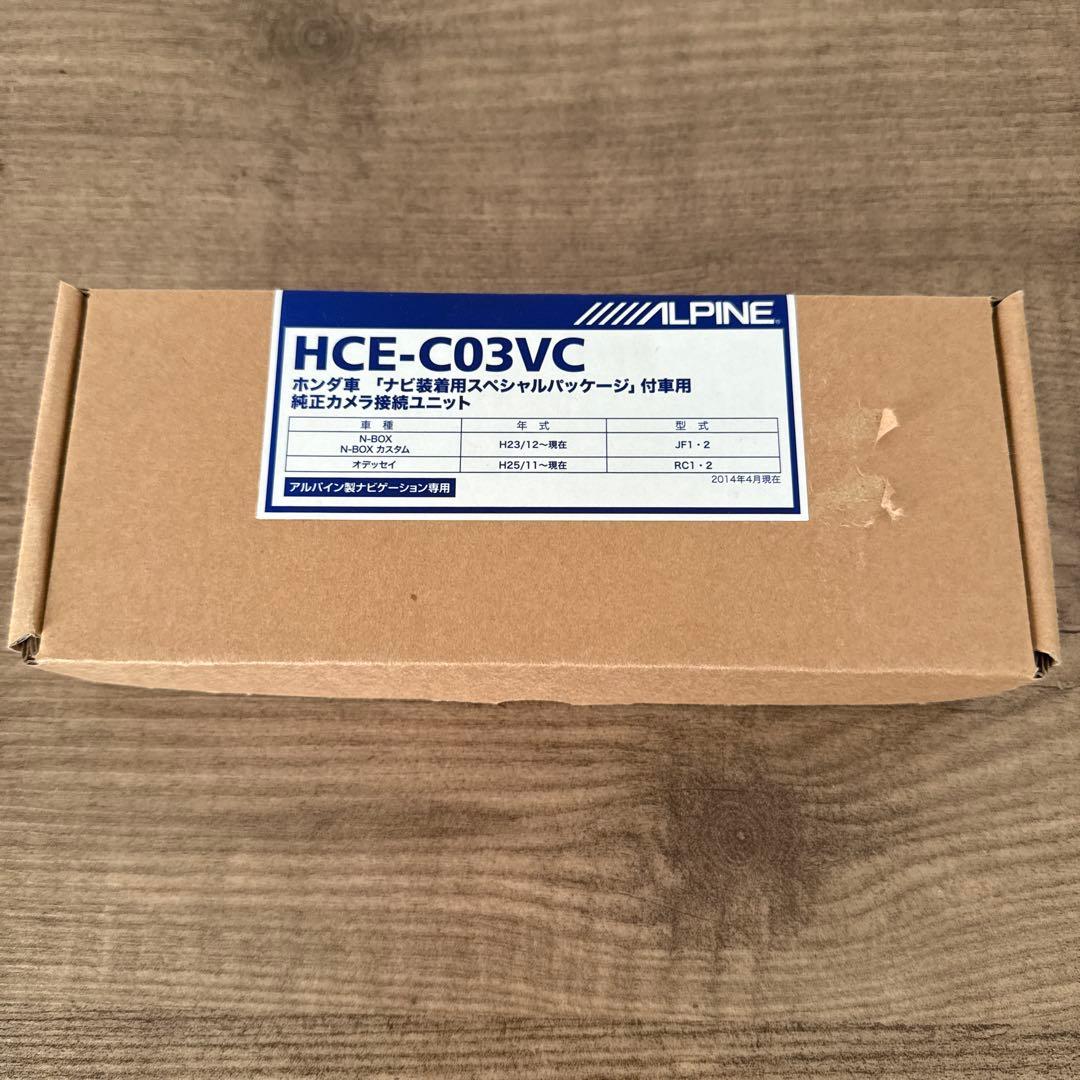 ALPINE
HCE-C03VC
ホンダ車 「ナビ装着用スペシャルパッケージ」付車用
純正カメラ接続ユニット
車 種 年 式 型 式
N-BOX
N-BOX カスタム H23/12～現在 JF1・2
オデッセイ H25/11～現在 RC1・2
2014年4月現在
アルパイン製ナビゲーション専用